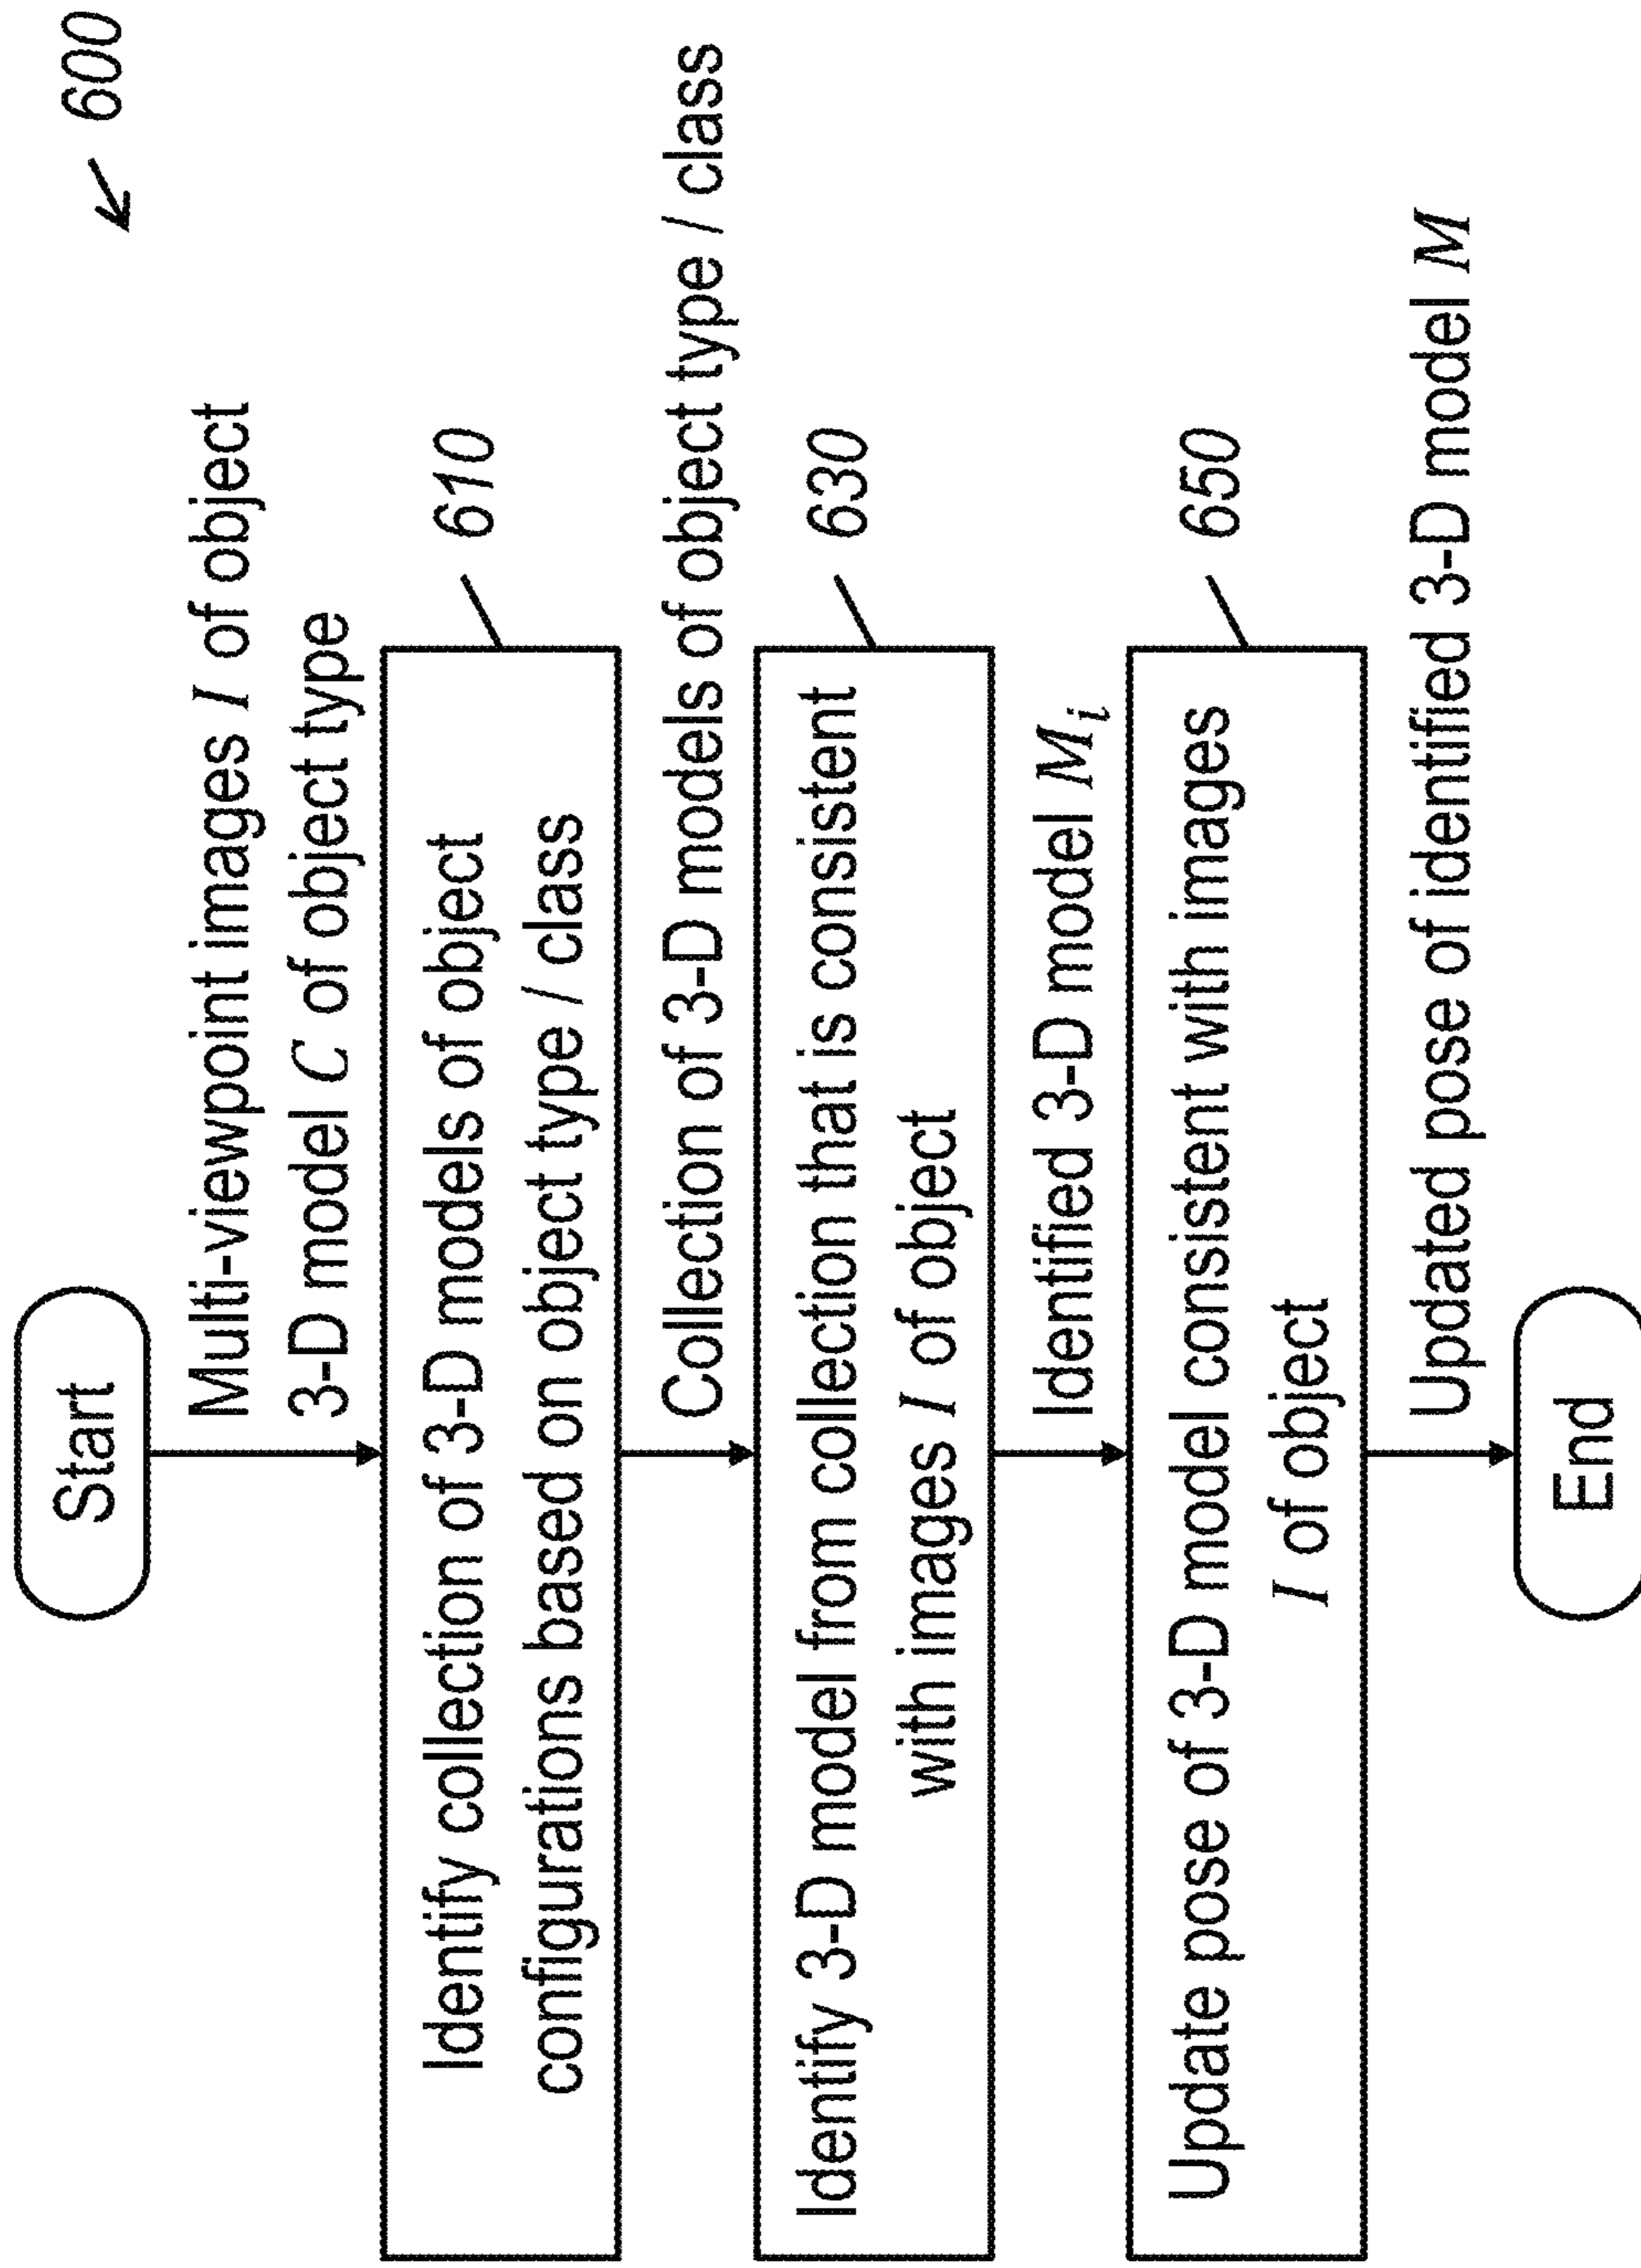 600
Start
Multi-viewpoint images I of object
3-D model C of object type
Identify collection of 3-D models of object
configurations based on object type / class
610
Collection of 3-D models of object type / class
Identify 3-D model from collection that is consistent
with images I of object
630
Identified 3-D model Mᵢ
Update pose of 3-D model consistent with images
I of object
650
Updated pose of identified 3-D model M
End